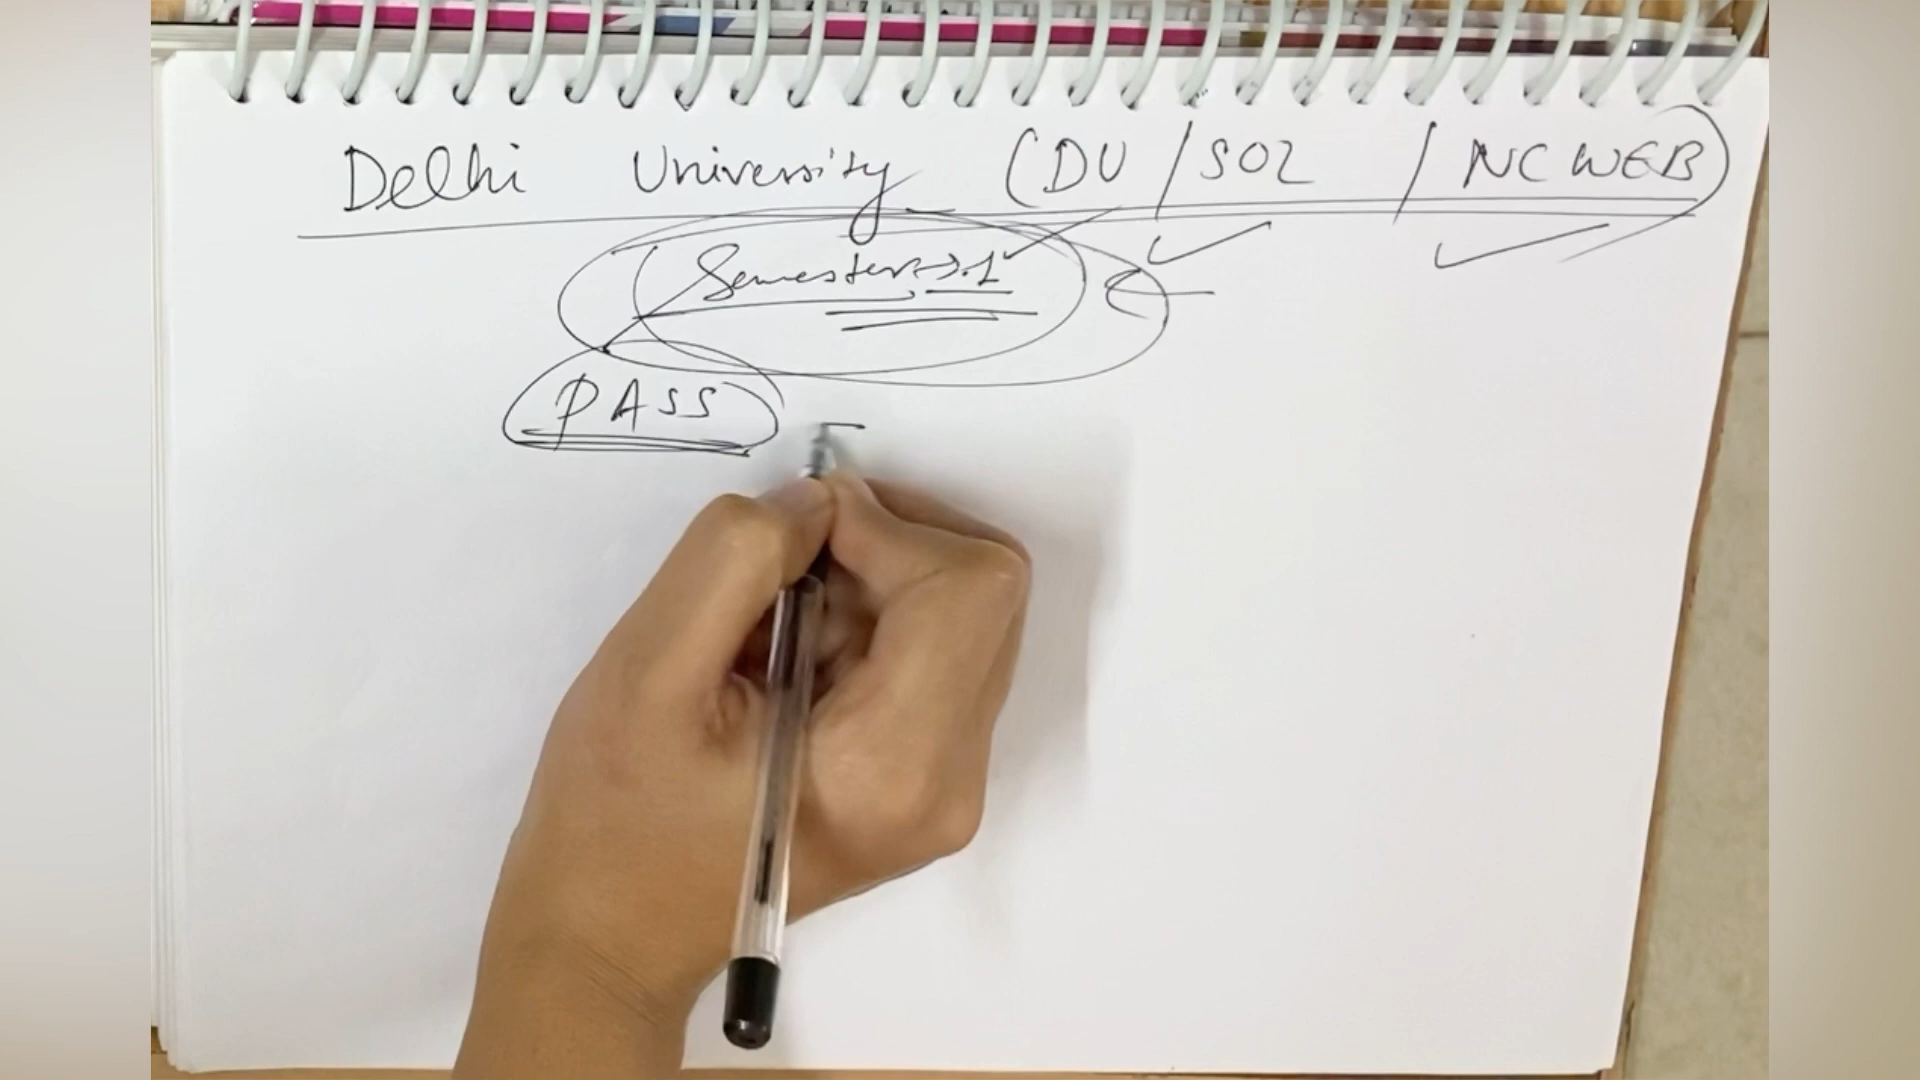 Delhi University (DU / SOL / NCWEB)
Semester → 1
PASS